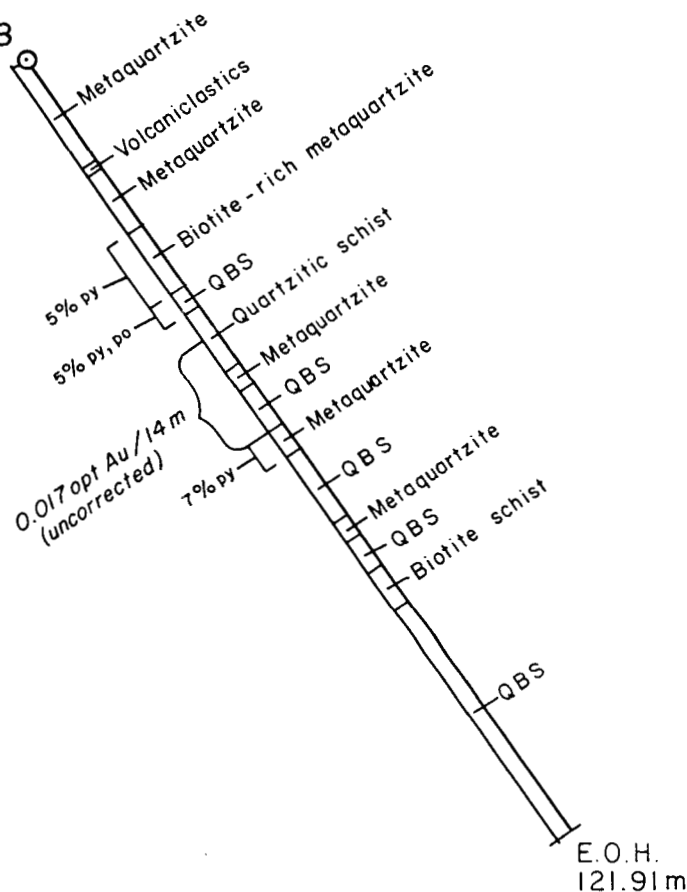 3
Metaquartzite
Volcaniclastics
Metaquartzite
Biotite-rich metaquartzite
QBS
Quartzitic schist
Metaquartzite
QBS
Metaquartzite
QBS
Metaquartzite
QBS
Biotite schist
QBS
5% py
5% py, po
0.017 opt Au / 14 m
(uncorrected)
7% py
E.O.H.
121.91 m